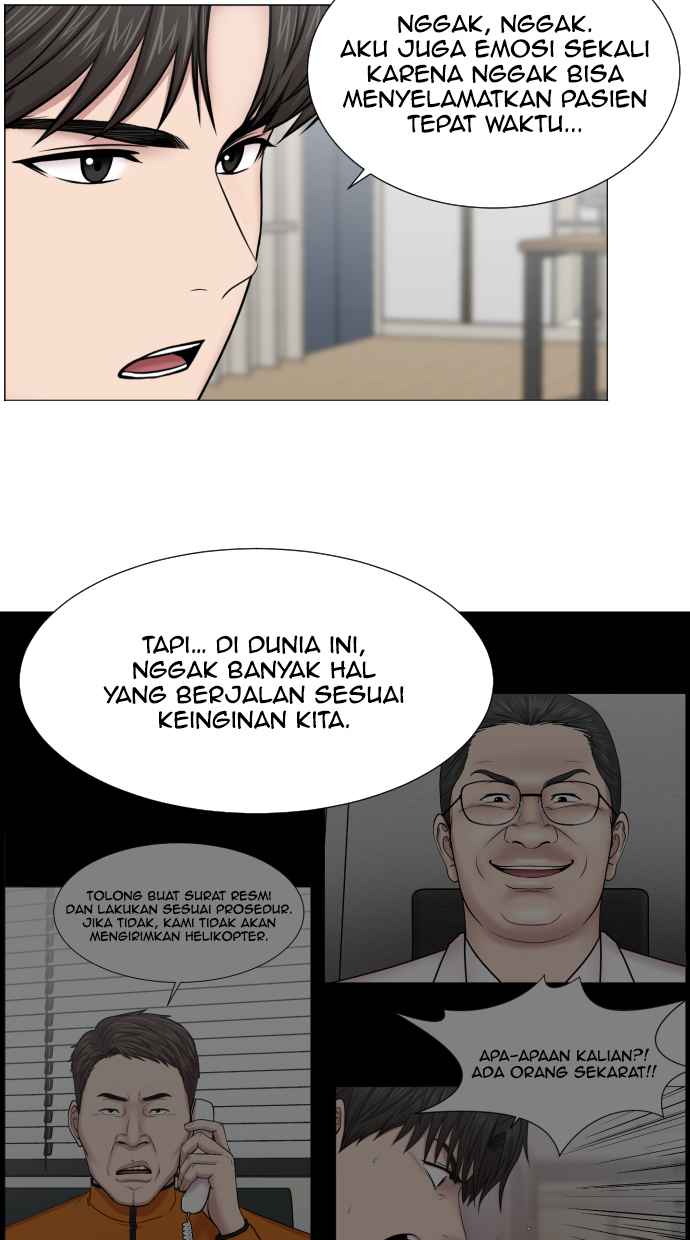 NGGAK, NGGAK.
AKU JUGA EMOSI SEKALI
KARENA NGGAK BISA
MENYELAMATKAN PASIEN
TEPAT WAKTU...
TAPI... DI DUNIA INI,
NGGAK BANYAK HAL
YANG BERJALAN SESUAI
KEINGINAN KITA.
TOLONG BUAT SURAT RESMI
DAN LAKUKAN SESUAI PROSEDUR.
JIKA TIDAK, KAMI TIDAK AKAN
MENGIRIMKAN HELIKOPTER.
APA-APAAN KALIAN?!
ADA ORANG SEKARAT!!